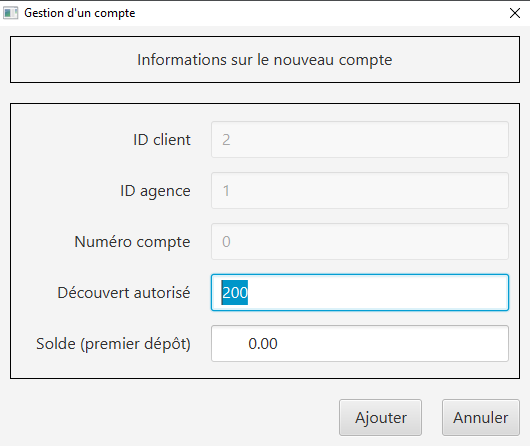 Gestion d'un compte
Informations sur le nouveau compte
ID client 2
ID agence 1
Numéro compte 0
Découvert autorisé 200
Solde (premier dépôt) 0.00
Ajouter Annuler